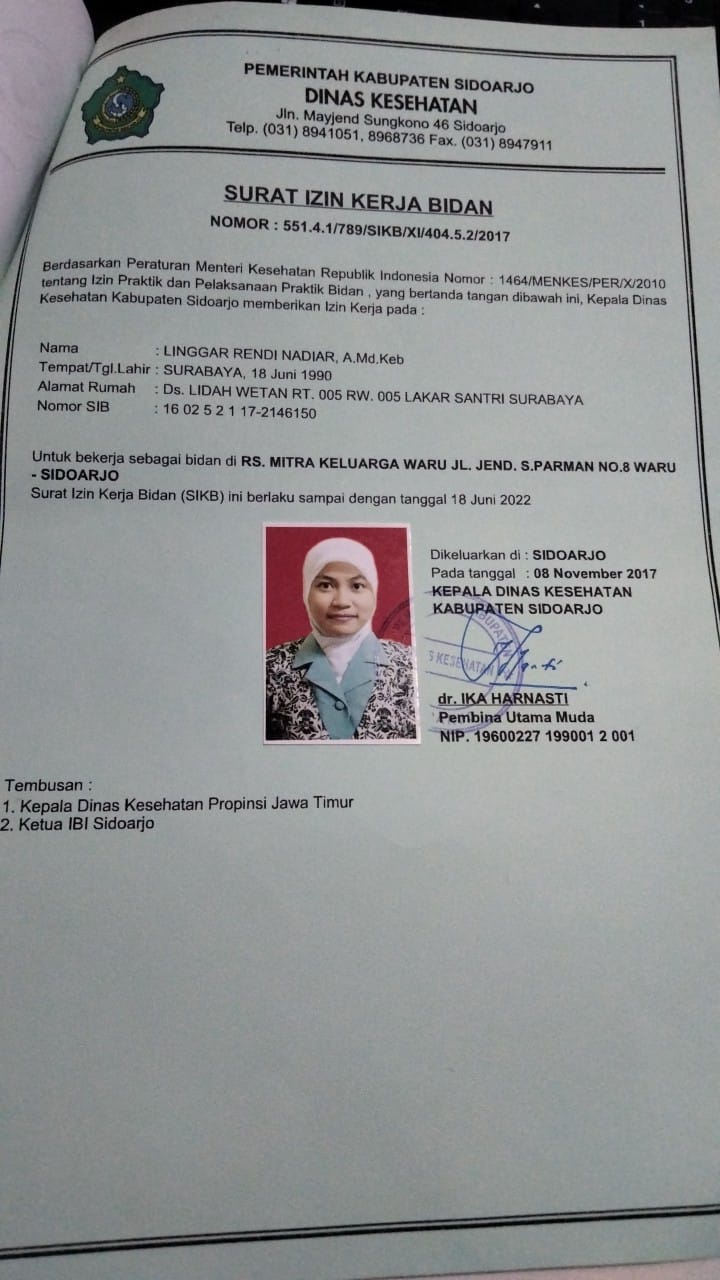 PEMERINTAH KABUPATEN SIDOARJO
DINAS KESEHATAN
Jln. Mayjend Sungkono 46 Sidoarjo
Telp. (031) 8941051, 8968736 Fax. (031) 8947911
SURAT IZIN KERJA BIDAN
NOMOR : 551.4.1/789/SIKB/XI/404.5.2/2017
Berdasarkan Peraturan Menteri Kesehatan Republik Indonesia Nomor : 1464/MENKES/PER/X/2010
tentang Izin Praktik dan Pelaksanaan Praktik Bidan , yang bertanda tangan dibawah ini, Kepala Dinas
Kesehatan Kabupaten Sidoarjo memberikan Izin Kerja pada :
Nama : LINGGAR RENDI NADIAR, A.Md.Keb
Tempat/Tgl.Lahir : SURABAYA, 18 Juni 1990
Alamat Rumah : Ds. LIDAH WETAN RT. 005 RW. 005 LAKAR SANTRI SURABAYA
Nomor SIB : 16 02 5 2 1 17-2146150
Untuk bekerja sebagai bidan di RS. MITRA KELUARGA WARU JL. JEND. S.PARMAN NO.8 WARU
- SIDOARJO
Surat Izin Kerja Bidan (SIKB) ini berlaku sampai dengan tanggal 18 Juni 2022
Dikeluarkan di : SIDOARJO
Pada tanggal : 08 November 2017
KEPALA DINAS KESEHATAN
KABUPATEN SIDOARJO
KABUPATEN
S KESEHATAN
dr. IKA HARNASTI
Pembina Utama Muda
NIP. 19600227 199001 2 001
Tembusan :
1. Kepala Dinas Kesehatan Propinsi Jawa Timur
2. Ketua IBI Sidoarjo